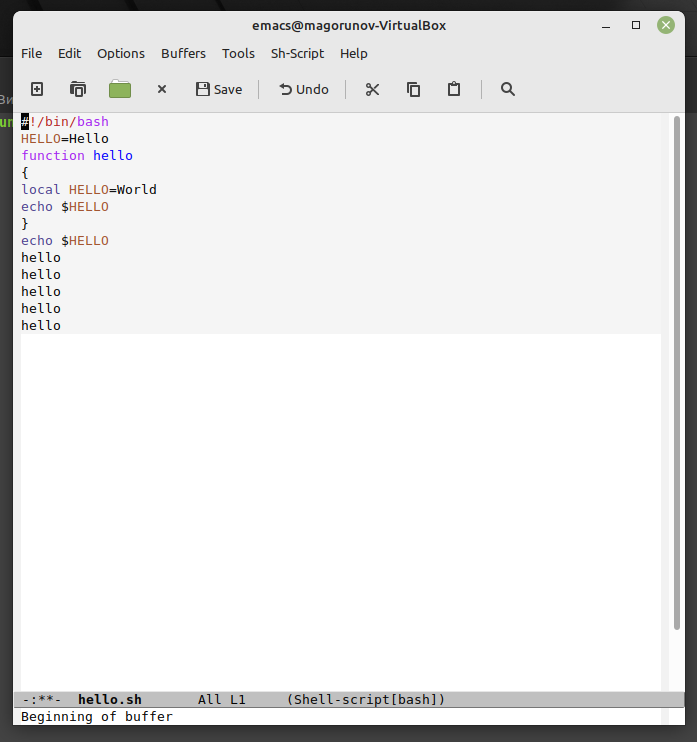 emacs@magorunov-VirtualBox
File Edit Options Buffers Tools Sh-Script Help
Save Undo
Ви
un
#!/bin/bash
HELLO=Hello
function hello
{
local HELLO=World
echo $HELLO
}
echo $HELLO
hello
hello
hello
hello
hello
-:**- hello.sh All L1 (Shell-script[bash])
Beginning of buffer